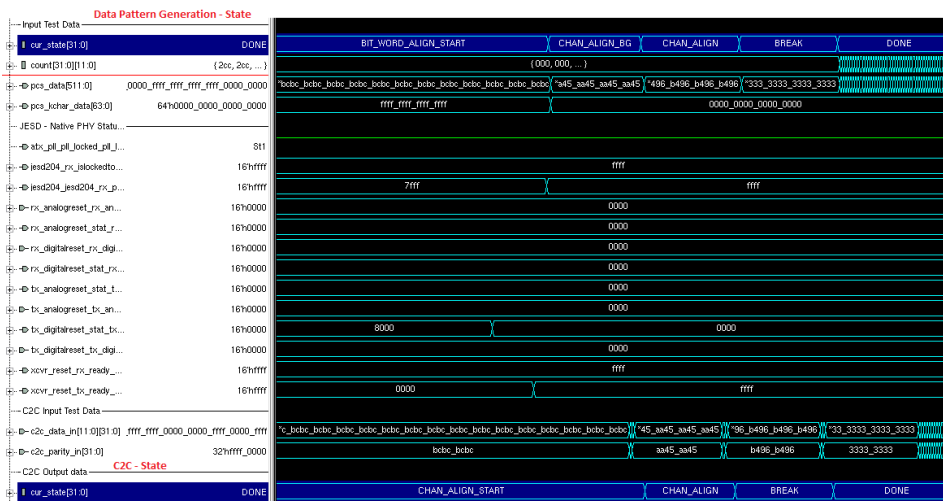 Data Pattern Generation - State
Input Test Data
cur_state[31:0] DONE BIT_WORD_ALIGN_START CHAN_ALIGN_BG CHAN_ALIGN BREAK DONE
count[31:0][11:0] { 2cc, 2cc, ... } { 000, 000, ... }
pcs_data[511:0] _0000_ffff_ffff_ffff_ffff_0000_0000 *bcbc_bcbc_bcbc_bcbc_bcbc_bcbc_bcbc_bcbc_bcbc_bcbc_bcbc *a45_aa45_aa45_aa45 *496_b496_b496_b496 *333_3333_3333_3333
pcs_kchar_data[63:0] 64'h0000_0000_0000_0000 ffff_ffff_ffff_ffff 0000_0000_0000_0000
JESD - Native PHY Statu...
atx_pll_pll_locked_pll_l... St1
jesd204_rx_islockedto... 16'hffff ffff
jesd204_jesd204_rx_p... 16'hffff 7fff ffff
rx_analogreset_rx_an... 16'h0000 0000
rx_analogreset_stat_r... 16'h0000 0000
rx_digitalreset_rx_digi... 16'h0000 0000
rx_digitalreset_stat_rx... 16'h0000 0000
tx_analogreset_stat_t... 16'h0000 0000
tx_analogreset_tx_an... 16'h0000 0000
tx_digitalreset_stat_tx... 16'h0000 8000 0000
tx_digitalreset_tx_digi... 16'h0000 0000
xcvr_reset_rx_ready_... 16'hffff ffff
xcvr_reset_tx_ready_... 16'hffff 0000 ffff
C2C Input Test Data
c2c_data_in[11:0][31:0] _ffff_ffff_0000_0000_ffff_0000_ffff *c_bcbc_bcbc_bcbc_bcbc_bcbc_bcbc_bcbc_bcbc_bcbc_bcbc_bcbc_bcbc_bcbc *45_aa45_aa45_aa45 *96_b496_b496_b496 *33_3333_3333_3333
c2c_parity_in[31:0] 32'hffff_0000 bcbc_bcbc aa45_aa45 b496_b496 3333_3333
C2C - State
C2C Output data
cur_state[31:0] DONE CHAN_ALIGN_START CHAN_ALIGN BREAK DONE